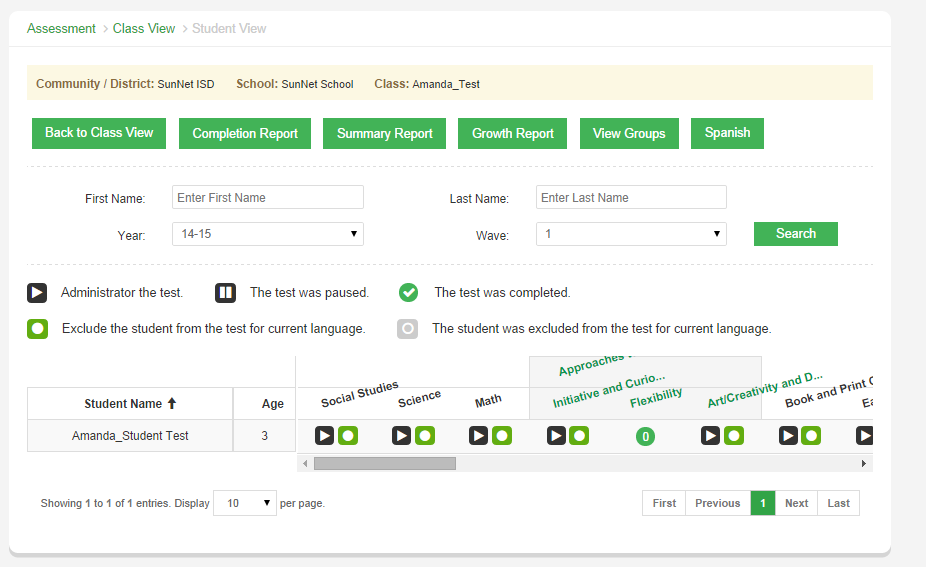 Assessment > Class View > Student View
Community / District: SunNet ISD School: SunNet School Class: Amanda_Test
Back to Class View Completion Report Summary Report Growth Report View Groups Spanish
First Name: Enter First Name Last Name: Enter Last Name
Year: 14-15 Wave: 1 Search
Administrator the test. The test was paused. The test was completed.
Exclude the student from the test for current language. The student was excluded from the test for current language.
Approaches
Student Name Age Social Studies Science Math Initiative and Curio... Flexibility Art/Creativity and D... Book and Print
Amanda_Student Test 3 0
Showing 1 to 1 of 1 entries. Display 10 per page. First Previous 1 Next Last